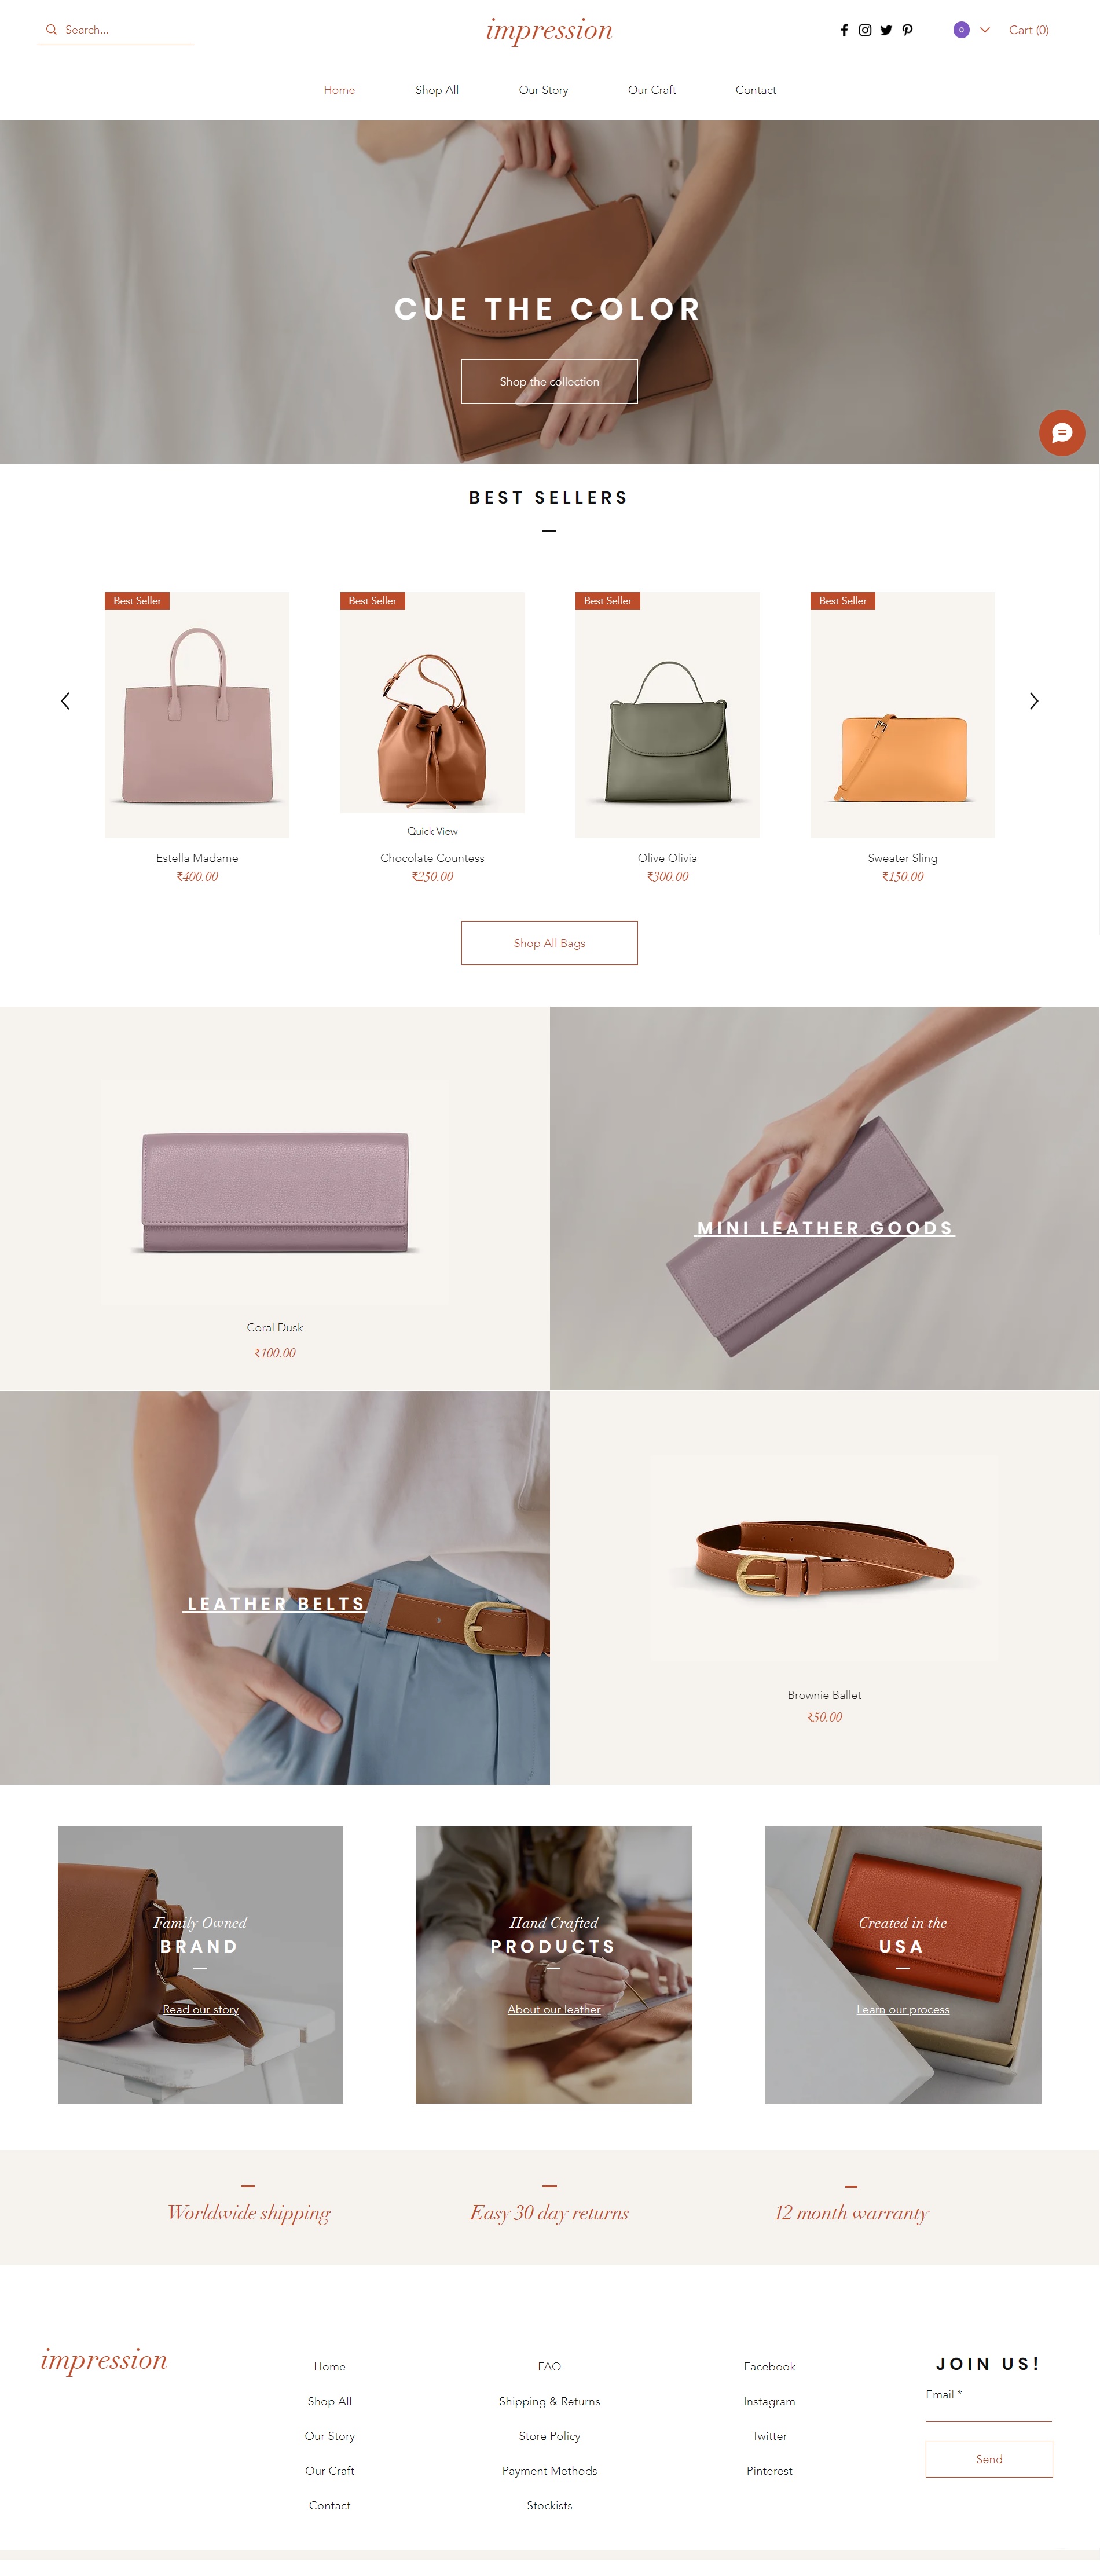 Search...
impression
0
Cart (0)
Home
Shop All
Our Story
Our Craft
Contact
CUE THE COLOR
Shop the collection
BEST SELLERS
Best Seller
Best Seller
Best Seller
Best Seller
Quick View
Estella Madame
Chocolate Countess
Olive Olivia
Sweater Sling
₹400.00
₹250.00
₹300.00
₹150.00
Shop All Bags
MINI LEATHER GOODS
Coral Dusk
₹100.00
LEATHER BELTS
Brownie Ballet
₹50.00
Family Owned
BRAND
Read our story
Hand Crafted
PRODUCTS
About our leather
Created in the
USA
Learn our process
Worldwide shipping
Easy 30 day returns
12 month warranty
impression
Home
Shop All
Our Story
Our Craft
Contact
FAQ
Shipping & Returns
Store Policy
Payment Methods
Stockists
Facebook
Instagram
Twitter
Pinterest
JOIN US!
Email *
Send